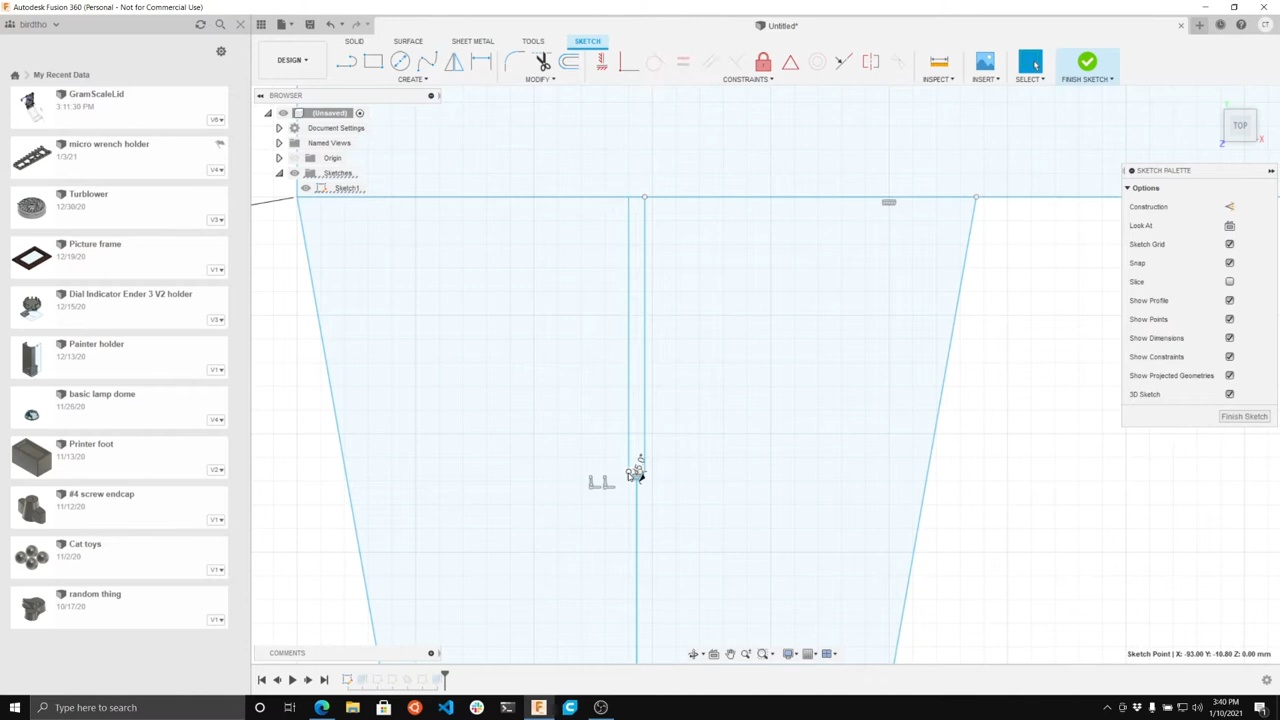 Autodesk Fusion 360 (Personal - Not for Commercial Use)
birdtho
Untitled*
CT
My Recent Data
GramScaleLid
3:11:30 PM
V6
micro wrench holder
1/3/21
V4
Turblower
12/30/20
V3
Picture frame
12/19/20
V1
Dial Indicator Ender 3 V2 holder
12/15/20
V3
Painter holder
12/13/20
V1
basic lamp dome
11/26/20
V4
Printer foot
11/13/20
V2
#4 screw endcap
11/12/20
V1
Cat toys
11/2/20
V1
random thing
10/17/20
V1
DESIGN
SOLID
SURFACE
SHEET METAL
TOOLS
SKETCH
CREATE
MODIFY
CONSTRAINTS
INSPECT
INSERT
SELECT
FINISH SKETCH
BROWSER
(Unsaved)
Document Settings
Named Views
Origin
Sketches
Sketch1
TOP
X
Y
Z
SKETCH PALETTE
Options
Construction
Look At
Sketch Grid
Snap
Slice
Show Profile
Show Points
Show Dimensions
Show Constraints
Show Projected Geometries
3D Sketch
Finish Sketch
COMMENTS
Sketch Point | X: -93.00 Y: -10.80 Z: 0.00 mm
Type here to search
3:40 PM
1/10/2021
1